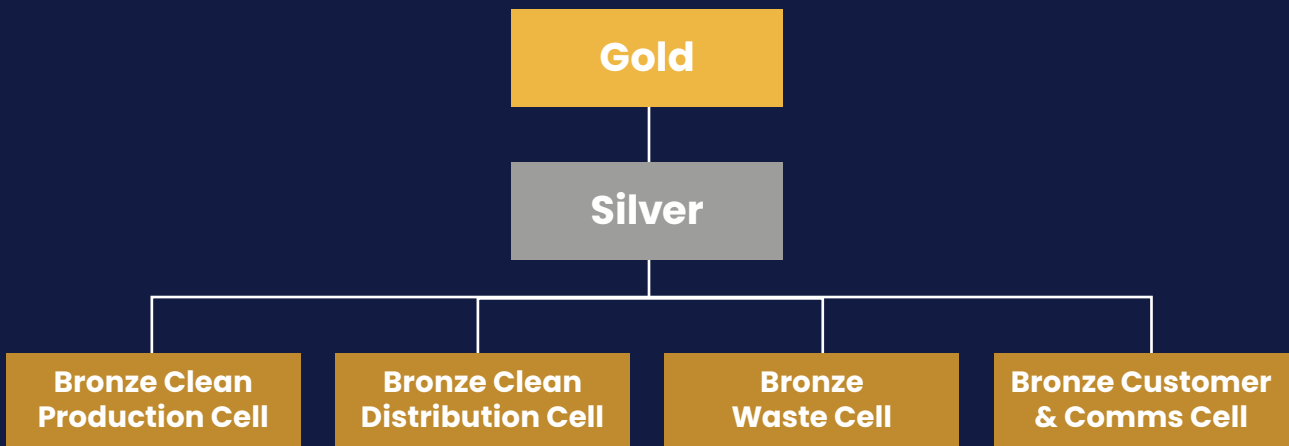 Gold
Silver
Bronze Clean
Production Cell
Bronze Clean
Distribution Cell
Bronze
Waste Cell
Bronze Customer
& Comms Cell